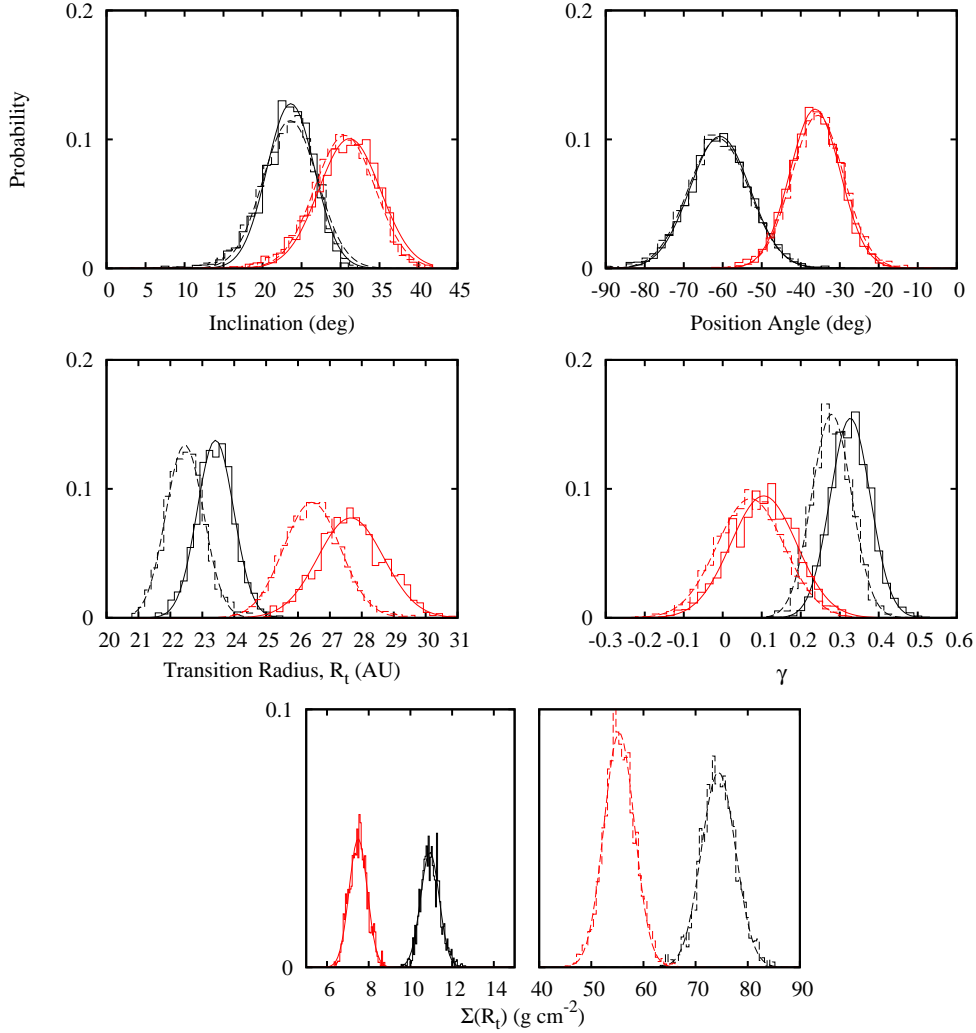 0.2
0.1
0
Probability
0 5 10 15 20 25 30 35 40 45
Inclination (deg)
0.2
0.1
0
-90 -80 -70 -60 -50 -40 -30 -20 -10 0
Position Angle (deg)
0.2
0.1
0
20 21 22 23 24 25 26 27 28 29 30 31
Transition Radius, R_t (AU)
0.2
0.1
0
-0.3 -0.2 -0.1 0 0.1 0.2 0.3 0.4 0.5 0.6
γ
0.1
0
6 8 10 12 14
40 50 60 70 80 90
Σ(R_t) (g cm^-2)